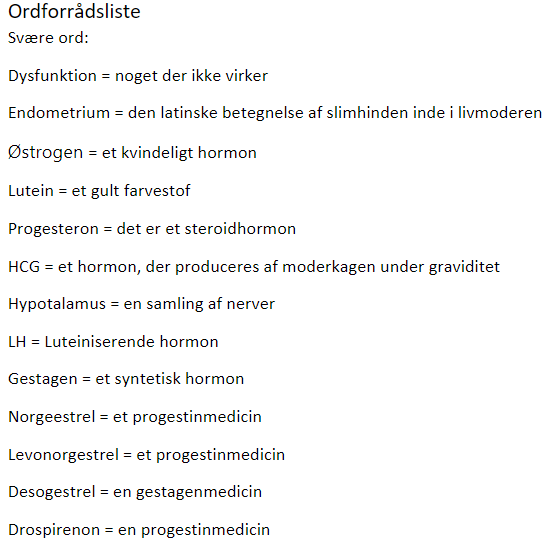 Ordforrådsliste
Svære ord:
Dysfunktion = noget der ikke virker
Endometrium = den latinske betegnelse af slimhinden inde i livmoderen
Østrogen = et kvindeligt hormon
Lutein = et gult farvestof
Progesteron = det er et steroidhormon
HCG = et hormon, der produceres af moderkagen under graviditet
Hypotalamus = en samling af nerver
LH = Luteiniserende hormon
Gestagen = et syntetisk hormon
Norgeestrel = et progestinmedicin
Levonorgestrel = et progestinmedicin
Desogestrel = en gestagenmedicin
Drospirenon = en progestinmedicin